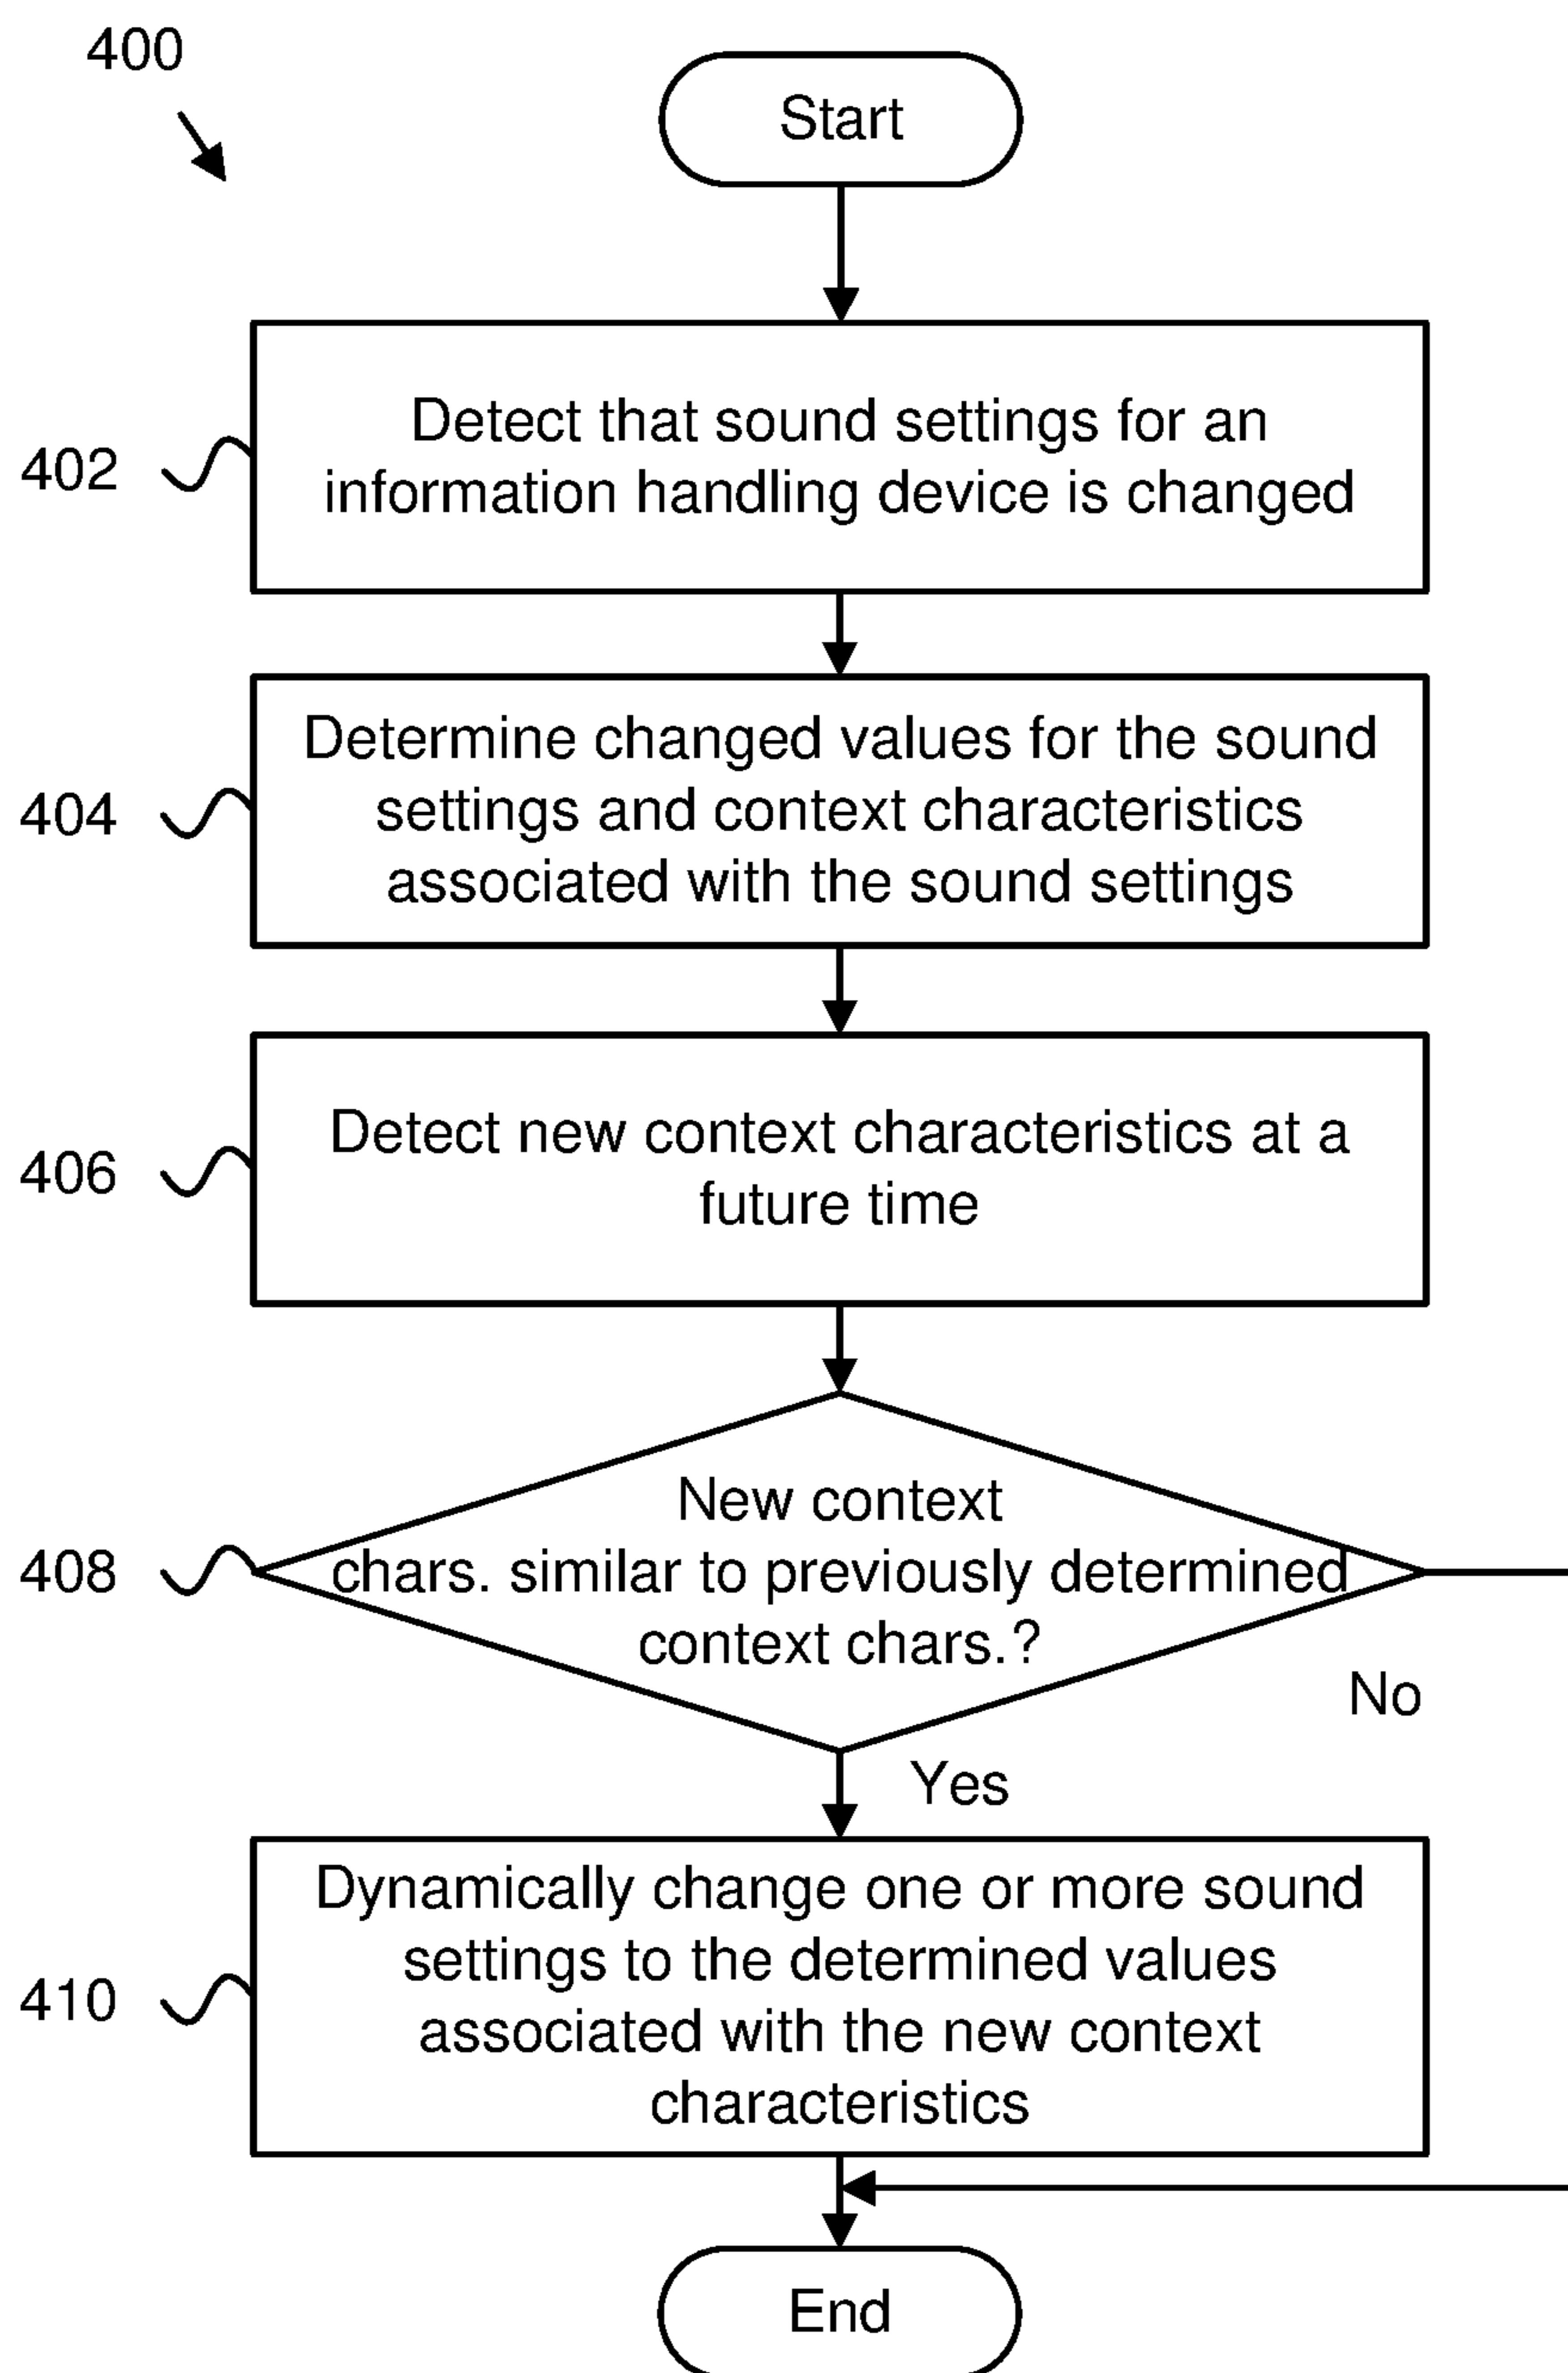 400
Start
402
Detect that sound settings for an
information handling device is changed
404
Determine changed values for the sound
settings and context characteristics
associated with the sound settings
406
Detect new context characteristics at a
future time
408
New context
chars. similar to previously determined
context chars.?
No
Yes
410
Dynamically change one or more sound
settings to the determined values
associated with the new context
characteristics
End